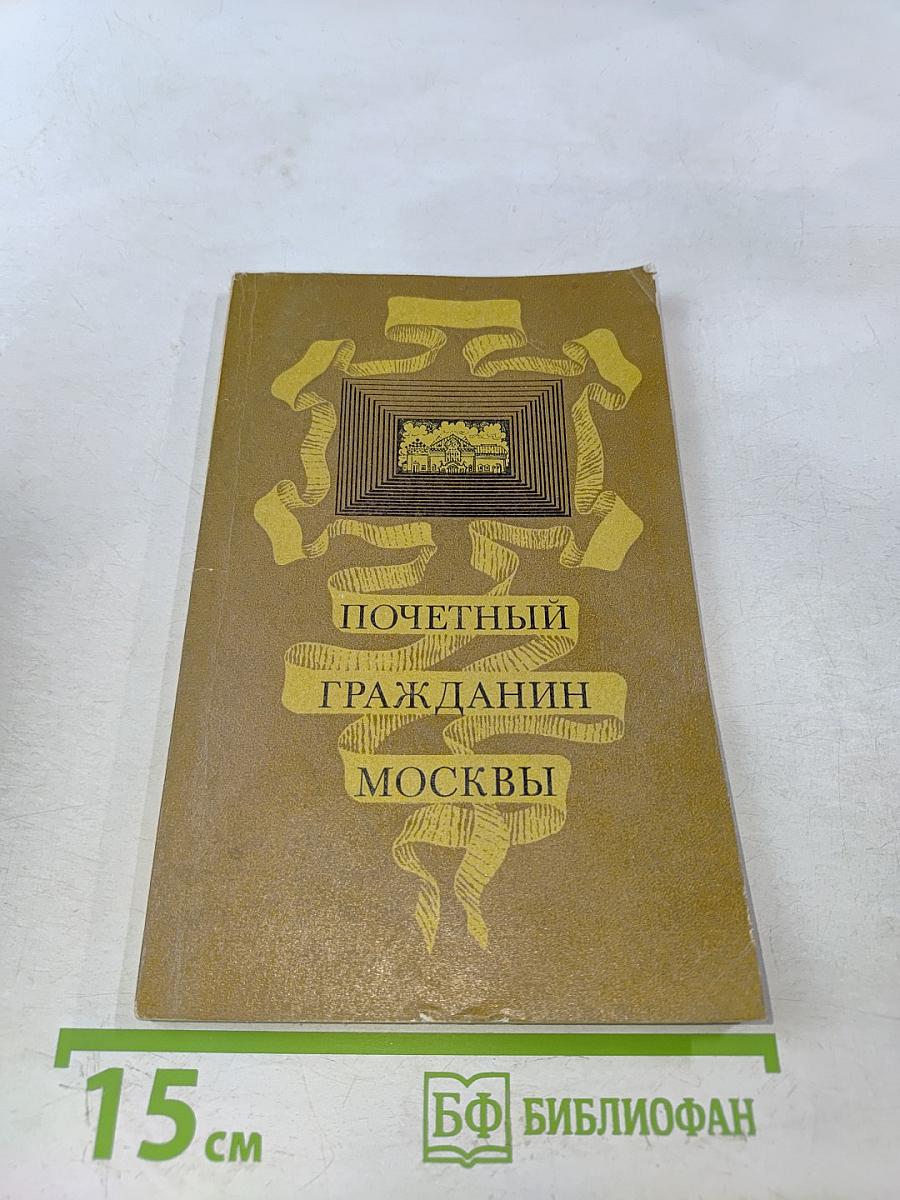 ПОЧЕТНЫЙ
ГРАЖДАНИН
МОСКВЫ
15 см
БФ БИБЛИОФАН